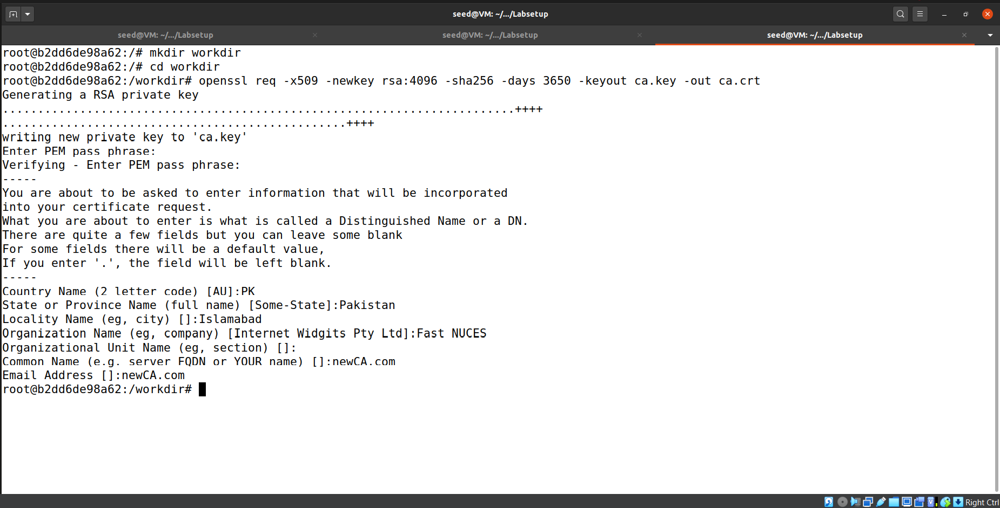 seed@VM: ~/.../Labsetup
seed@VM: ~/.../Labsetup
seed@VM: ~/.../Labsetup
seed@VM: ~/.../Labsetup
root@b2dd6de98a62:/# mkdir workdir
root@b2dd6de98a62:/# cd workdir
root@b2dd6de98a62:/workdir# openssl req -x509 -newkey rsa:4096 -sha256 -days 3650 -keyout ca.key -out ca.crt
Generating a RSA private key
.........................................................................++++
.................................................++++
writing new private key to 'ca.key'
Enter PEM pass phrase:
Verifying - Enter PEM pass phrase:
-----
You are about to be asked to enter information that will be incorporated
into your certificate request.
What you are about to enter is what is called a Distinguished Name or a DN.
There are quite a few fields but you can leave some blank
For some fields there will be a default value,
If you enter '.', the field will be left blank.
-----
Country Name (2 letter code) [AU]:PK
State or Province Name (full name) [Some-State]:Pakistan
Locality Name (eg, city) []:Islamabad
Organization Name (eg, company) [Internet Widgits Pty Ltd]:Fast NUCES
Organizational Unit Name (eg, section) []:
Common Name (e.g. server FQDN or YOUR name) []:newCA.com
Email Address []:newCA.com
root@b2dd6de98a62:/workdir#
Right Ctrl